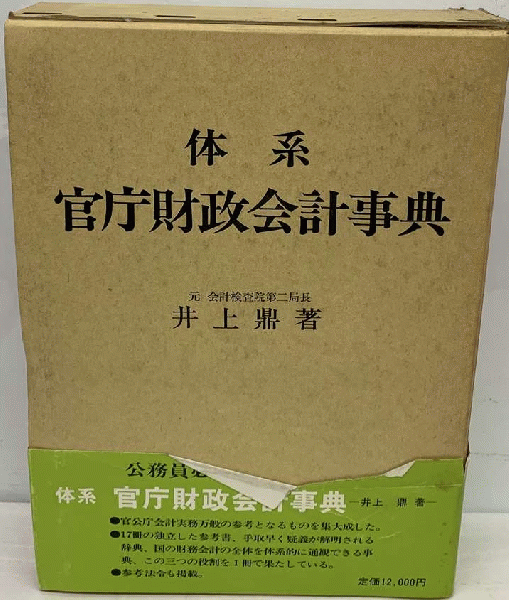 体系
官庁財政会計事典
元 会計検査院第二局長
井上鼎著
公務員必
体系 官庁財政会計事典 ―井上 鼎 著―
●官公庁会計実務万般の参考となるものを集大成した。
●17冊の独立した参考書、手取早く疑義が解明される
辞典、国の財務会計の全体を体系的に通観できる事
典、この三つの役割を1冊で果たしている。
●参考法令も掲載。
定価12,000円